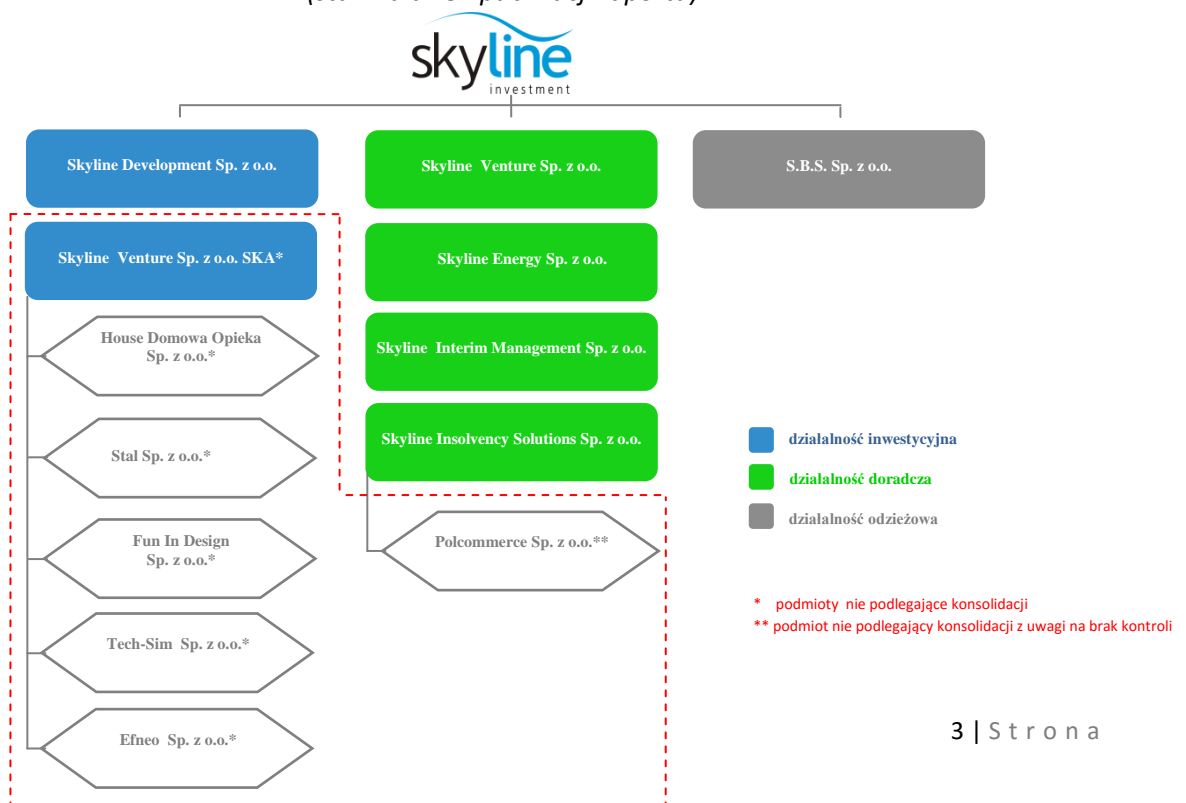 skyline
investment
Skyline Development Sp. z o.o.
Skyline Venture Sp. z o.o.
S.B.S. Sp. z o.o.
Skyline Venture Sp. z o.o. SKA*
Skyline Energy Sp. z o.o.
House Domowa Opieka
Sp. z o.o.*
Skyline Interim Management Sp. z o.o.
Stal Sp. z o.o.*
Skyline Insolvency Solutions Sp. z o.o.
działalność inwestycyjna
działalność doradcza
działalność odzieżowa
Fun In Design
Sp. z o.o.*
Polcommerce Sp. z o.o.**
* podmioty nie podlegające konsolidacji
** podmiot nie podlegający konsolidacji z uwagi na brak kontroli
Tech-Sim Sp. z o.o.*
Efneo Sp. z o.o.*
3 | Strona